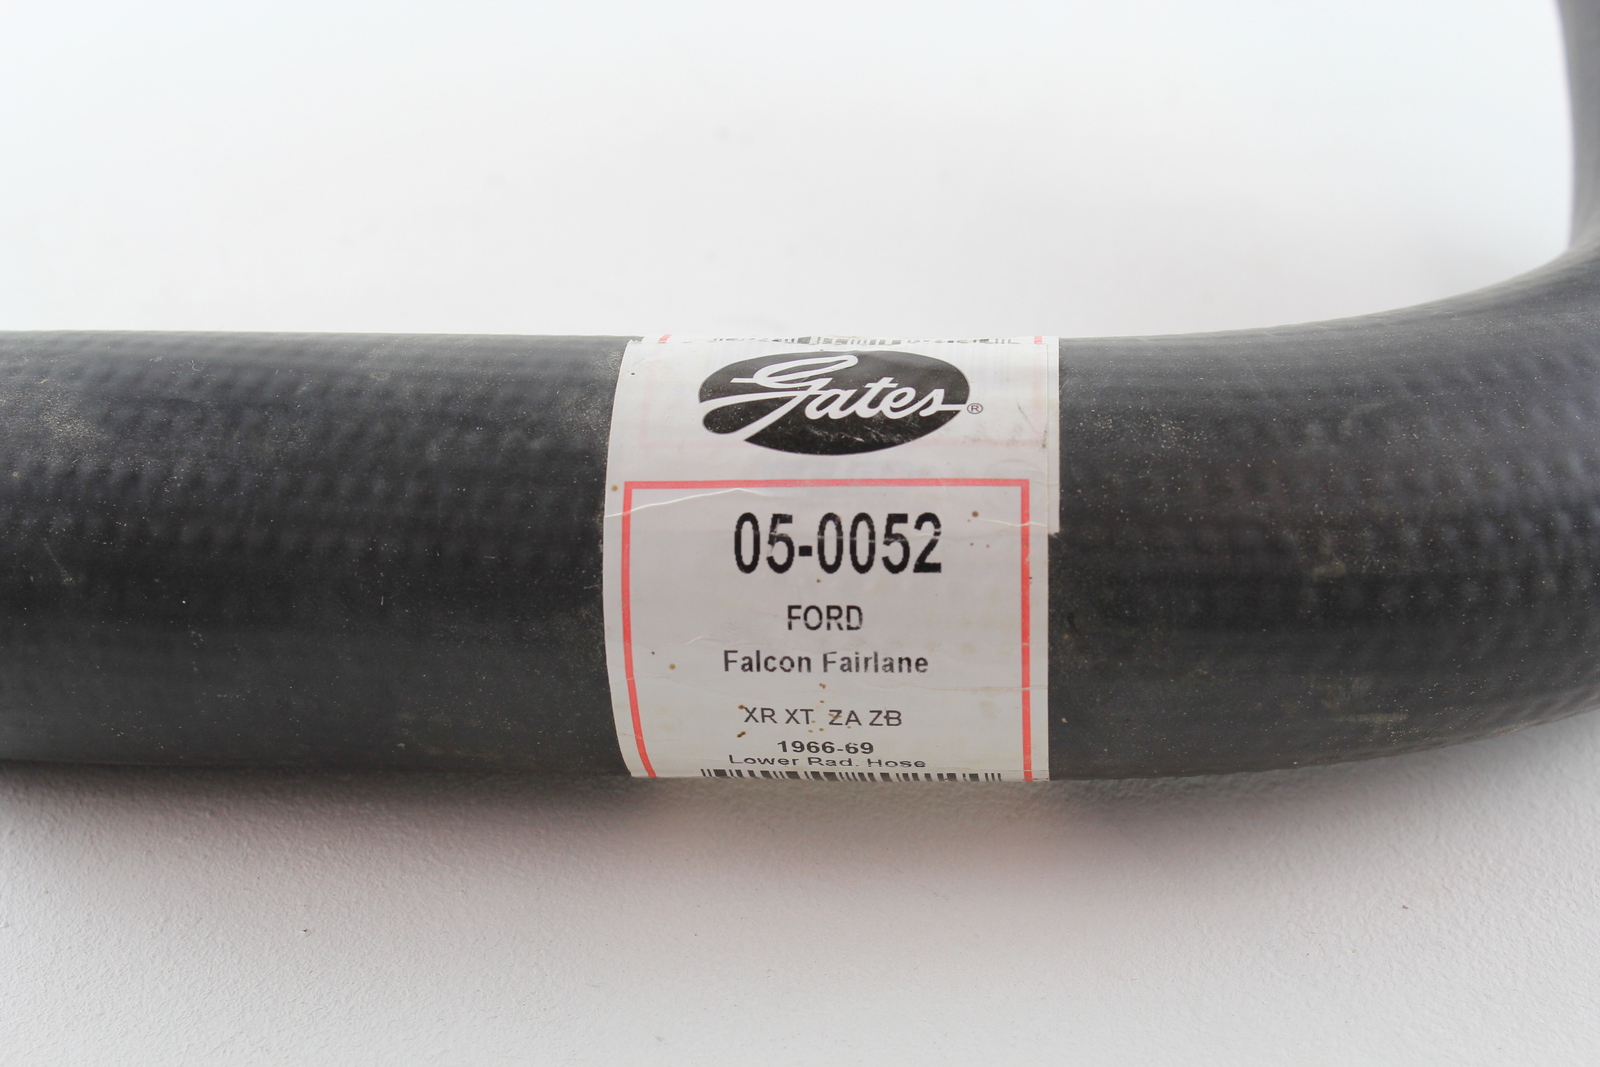 Gates®
05-0052
FORD
Falcon Fairlane
XR XT ZA ZB
1966-69
Lower Rad. Hose